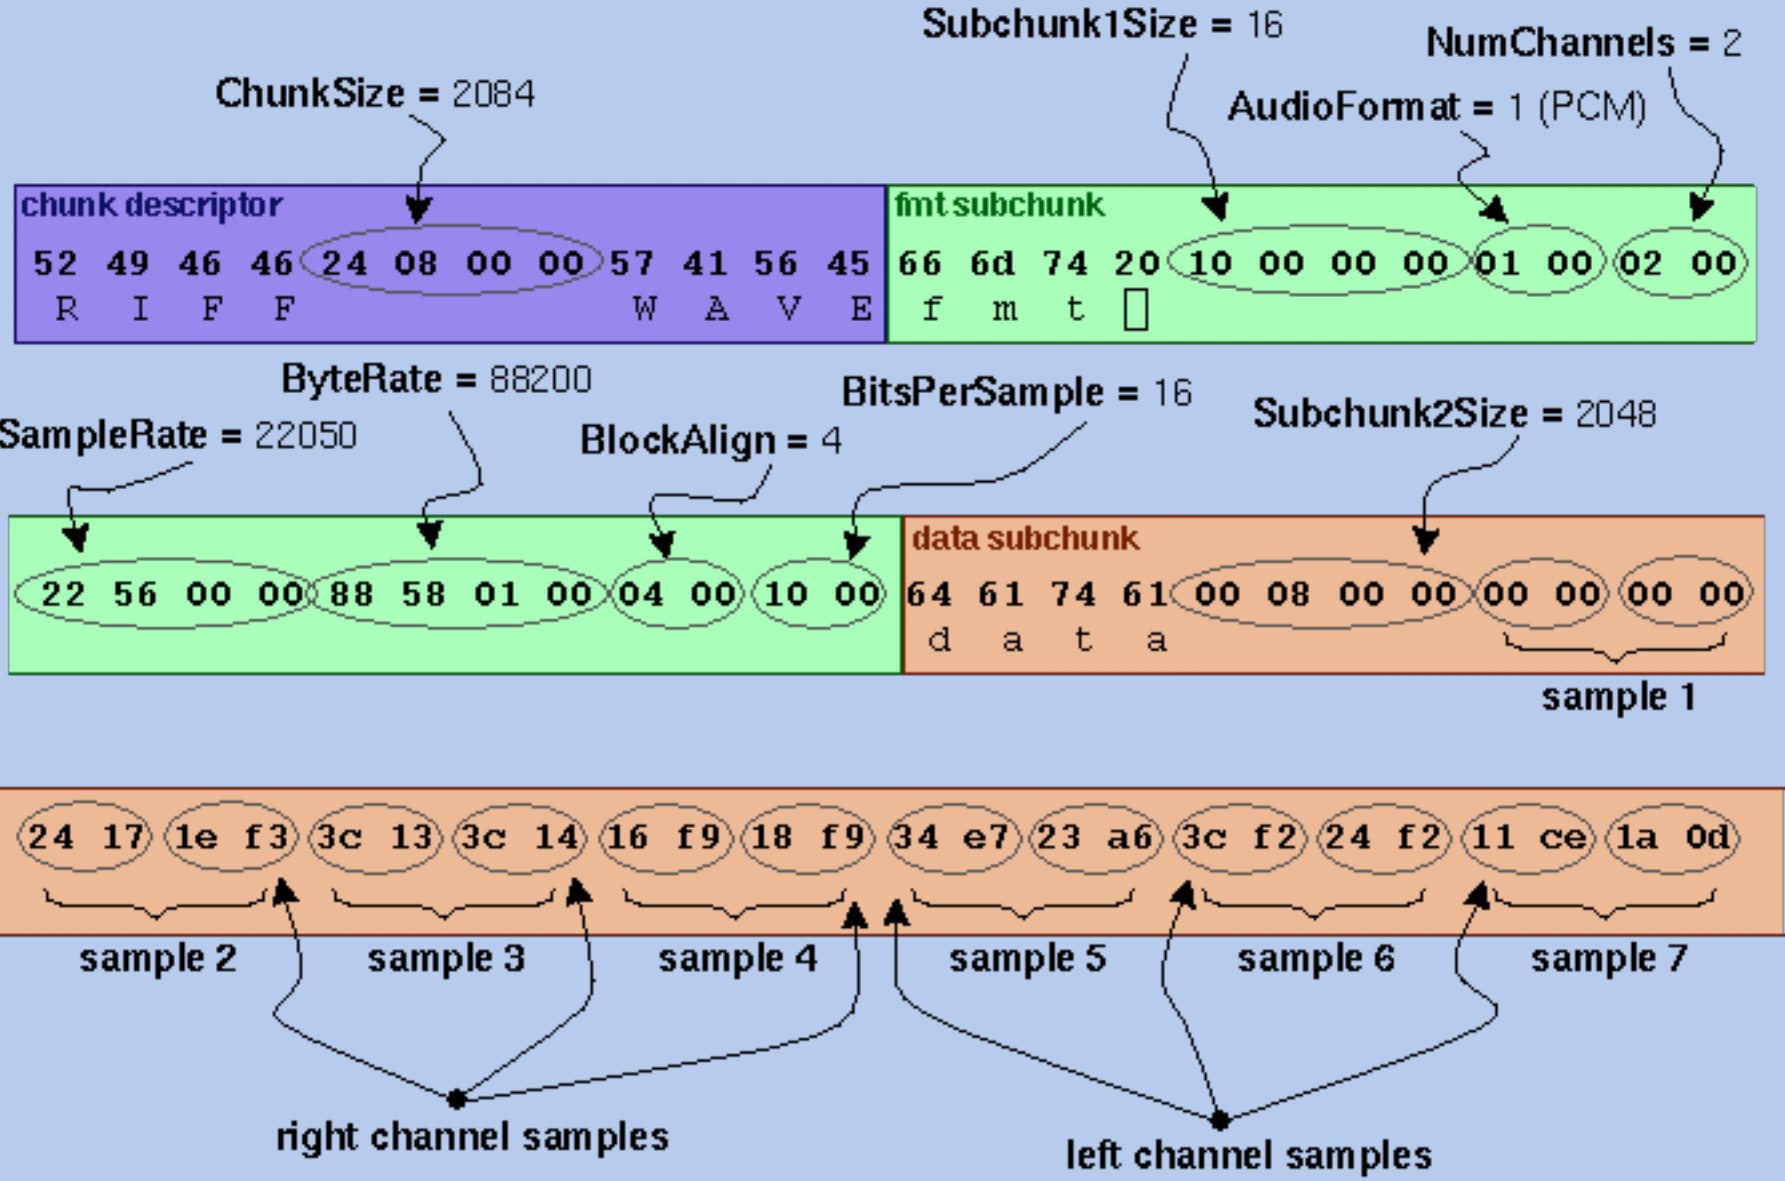 Subchunk1Size = 16
NumChannels = 2
ChunkSize = 2084
AudioFormat = 1 (PCM)
chunk descriptor
fmt subchunk
52 49 46 46 24 08 00 00 57 41 56 45 66 6d 74 20 10 00 00 00 01 00 02 00
R I F F W A V E f m t
ByteRate = 88200
BitsPerSample = 16
Subchunk2Size = 2048
SampleRate = 22050
BlockAlign = 4
data subchunk
22 56 00 00 88 58 01 00 04 00 10 00 64 61 74 61 00 08 00 00 00 00 00 00
d a t a
sample 1
24 17 1e f3 3c 13 3c 14 16 f9 18 f9 34 e7 23 a6 3c f2 24 f2 11 ce 1a 0d
sample 2 sample 3 sample 4 sample 5 sample 6 sample 7
right channel samples
left channel samples